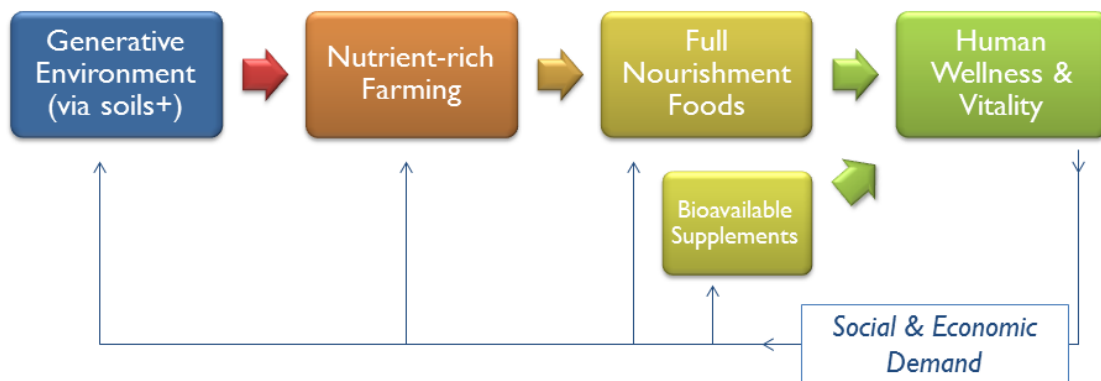 Generative
Environment
(via soils+)
Nutrient-rich
Farming
Full
Nourishment
Foods
Human
Wellness &
Vitality
Bioavailable
Supplements
Social & Economic
Demand